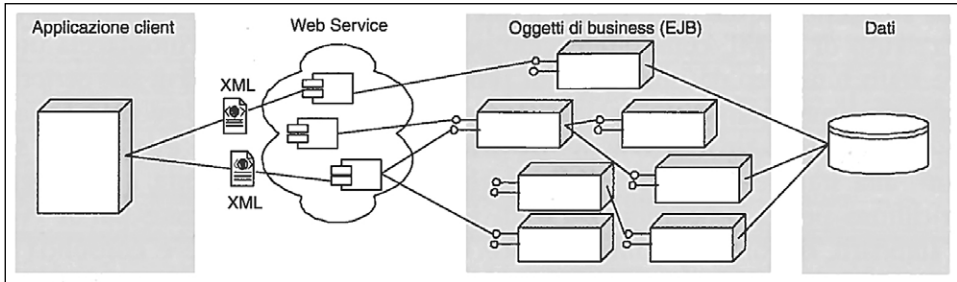 Applicazione client
Web Service
Oggetti di business (EJB)
Dati
XML
XML